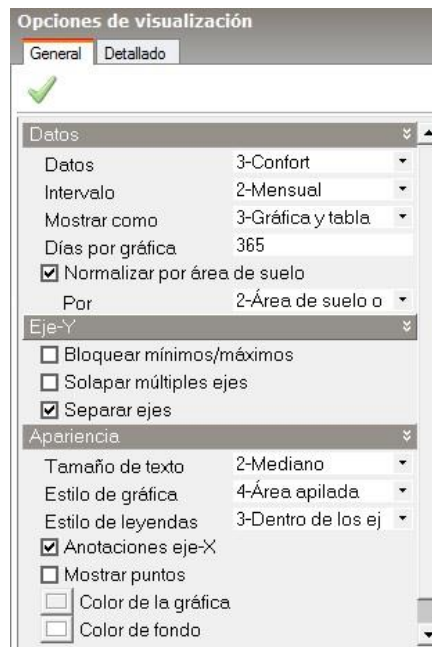 Opciones de visualización
General Detallado
Datos
Datos 3-Confort
Intervalo 2-Mensual
Mostrar como 3-Gráfica y tabla
Días por gráfica 365
Normalizar por área de suelo
Por 2-Área de suelo o
Eje-Y
Bloquear mínimos/máximos
Solapar múltiples ejes
Separar ejes
Apariencia
Tamaño de texto 2-Mediano
Estilo de gráfica 4-Área apilada
Estilo de leyendas 3-Dentro de los ej
Anotaciones eje-X
Mostrar puntos
Color de la gráfica
Color de fondo